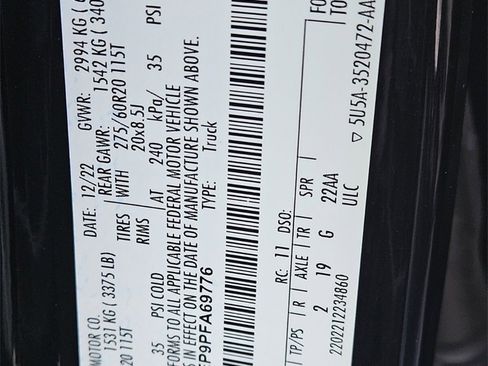 MOTOR CO.
DATE: 12/22 GVWR: 2994 KG (
1531 KG ( 3375 LB) REAR GAWR: 1542 KG ( 340
WITH
20 115T TIRES 275/60R20 115T
RIMS 20x8.5J
35 PSI COLD AT 240 kPa/ 35 PSI
FORMS TO ALL APPLICABLE FEDERAL MOTOR VEHICLE
S IN EFFECT ON THE DATE OF MANUFACTURE SHOWN ABOVE.
P9PFA69776 TYPE: Truck
FO
TO
RC: 11 DSO:
TP/PS R AXLE TR SPR
2 19 G 22AA
ULC
2202212234860 5U5A-3520472-AA